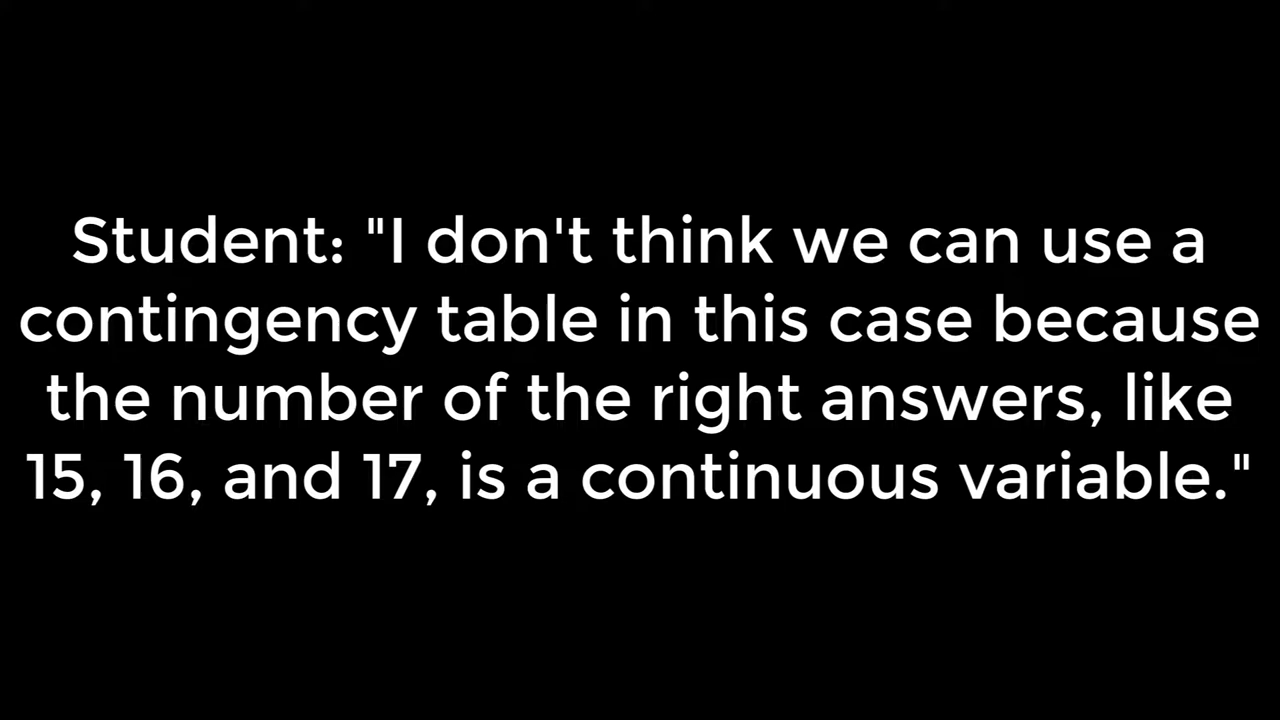 Student: "I don't think we can use a
contingency table in this case because
the number of the right answers, like
15, 16, and 17, is a continuous variable."